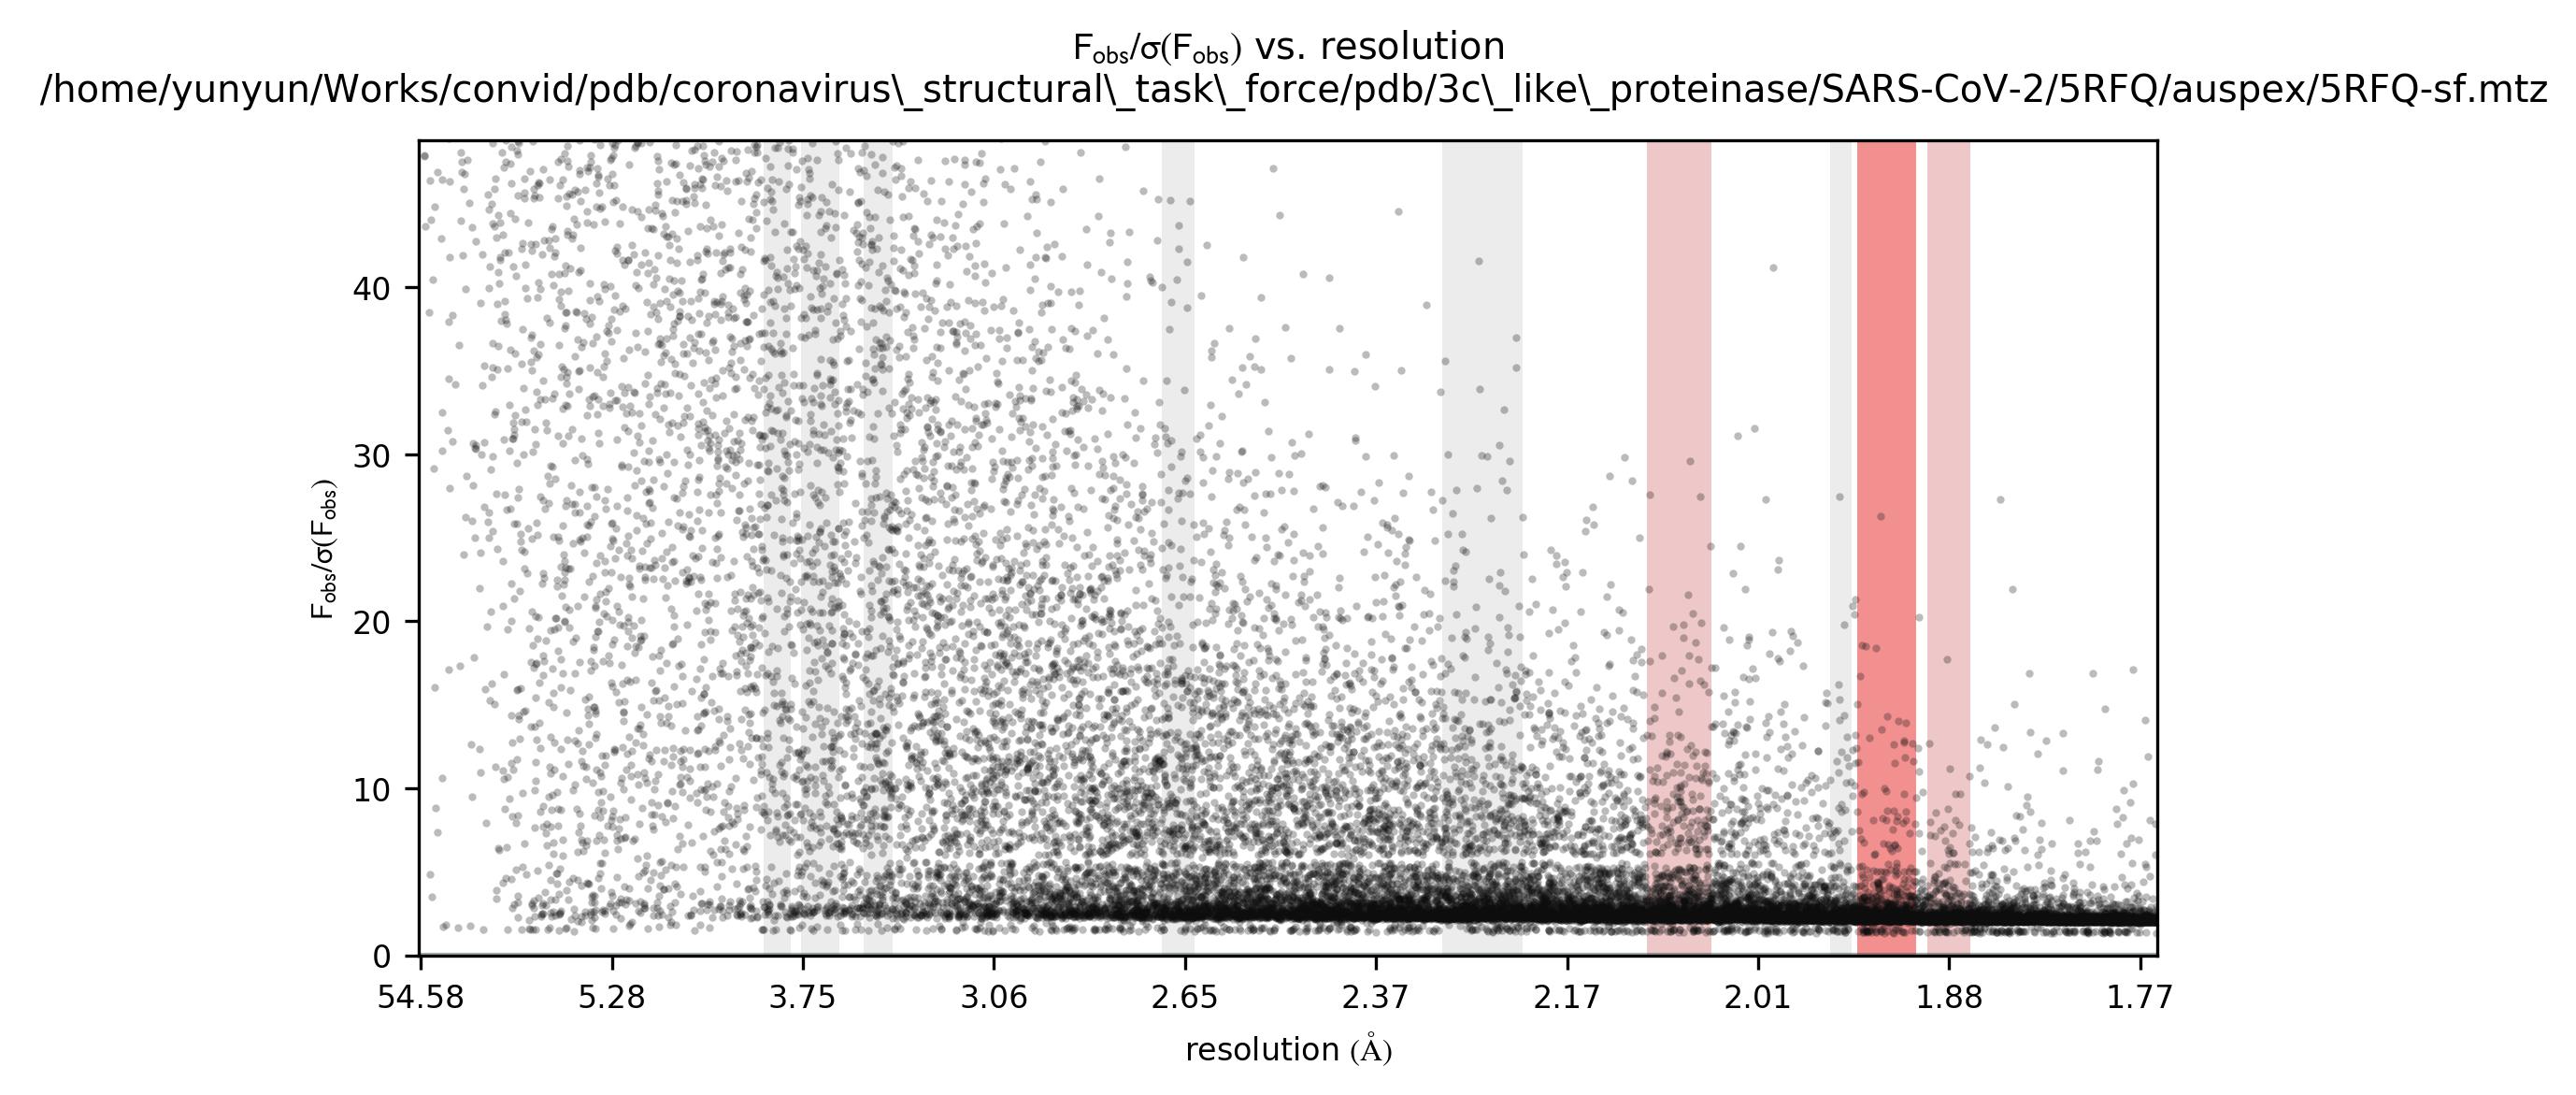 Fobs/σ(Fobs) vs. resolution
/home/yunyun/Works/convid/pdb/coronavirus\_structural\_task\_force/pdb/3c\_like\_proteinase/SARS-CoV-2/5RFQ/auspex/5RFQ-sf.mtz
Fobs/σ(Fobs)
40
30
20
10
0
54.58 5.28 3.75 3.06 2.65 2.37 2.17 2.01 1.88 1.77
resolution (Å)